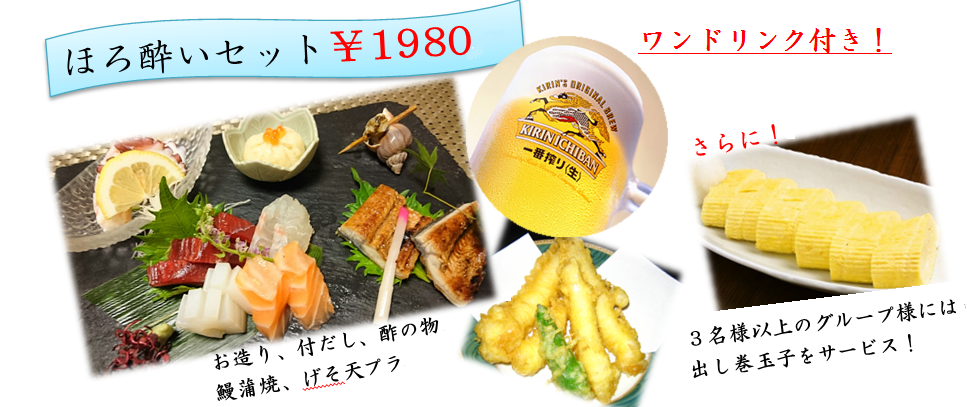 ほろ酔いセット￥1980
ワンドリンク付き！
KIRIN'S ORIGINAL BREW
KIRIN ICHIBAN
一番搾り〈生〉
さらに！
お造り、付だし、酢の物
鰻蒲焼、げそ天プラ
３名様以上のグループ様には
出し巻玉子をサービス！